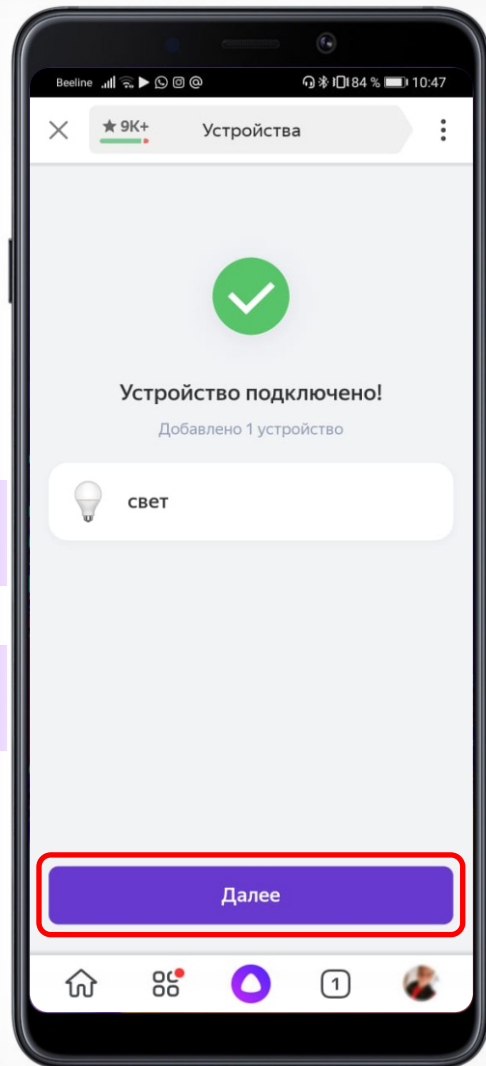 Beeline 84 % 10:47
9K+ Устройства
Устройство подключено!
Добавлено 1 устройство
свет
Далее
1